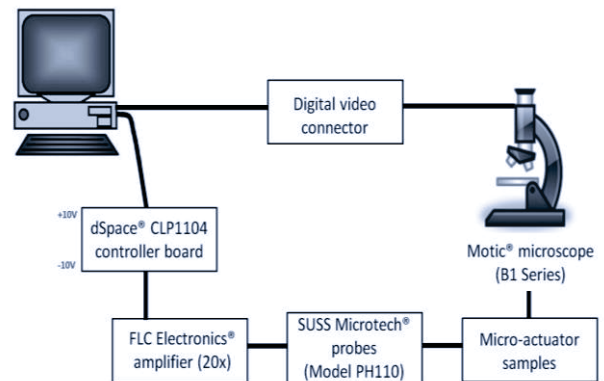 Digital video
connector
+10V
dSpace® CLP1104
controller board
-10V
Motic® microscope
(B1 Series)
FLC Electronics®
amplifier (20x)
SUSS Microtech®
probes
(Model PH110)
Micro-actuator
samples